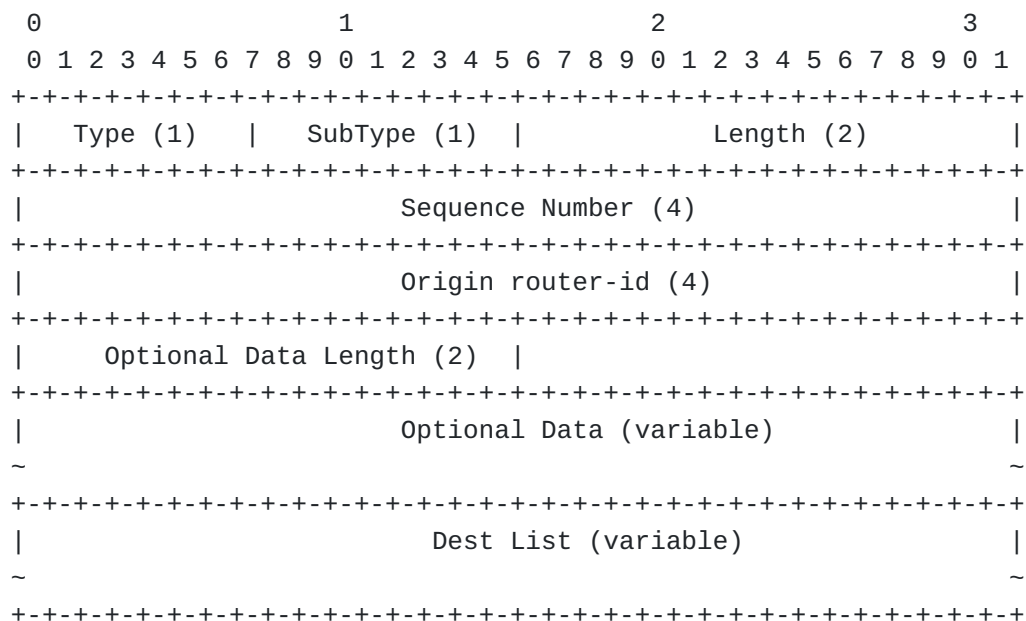 0                   1                   2                   3
 0 1 2 3 4 5 6 7 8 9 0 1 2 3 4 5 6 7 8 9 0 1 2 3 4 5 6 7 8 9 0 1
+-+-+-+-+-+-+-+-+-+-+-+-+-+-+-+-+-+-+-+-+-+-+-+-+-+-+-+-+-+-+-+-+
|   Type (1)   |   SubType (1)  |            Length (2)         |
+-+-+-+-+-+-+-+-+-+-+-+-+-+-+-+-+-+-+-+-+-+-+-+-+-+-+-+-+-+-+-+-+
|                        Sequence Number (4)                    |
+-+-+-+-+-+-+-+-+-+-+-+-+-+-+-+-+-+-+-+-+-+-+-+-+-+-+-+-+-+-+-+-+
|                        Origin router-id (4)                   |
+-+-+-+-+-+-+-+-+-+-+-+-+-+-+-+-+-+-+-+-+-+-+-+-+-+-+-+-+-+-+-+-+
|     Optional Data Length (2)  |
+-+-+-+-+-+-+-+-+-+-+-+-+-+-+-+-+-+-+-+-+-+-+-+-+-+-+-+-+-+-+-+-+
|                        Optional Data (variable)               |
~                                                               ~
+-+-+-+-+-+-+-+-+-+-+-+-+-+-+-+-+-+-+-+-+-+-+-+-+-+-+-+-+-+-+-+-+
|                          Dest List (variable)                 |
~                                                               ~
+-+-+-+-+-+-+-+-+-+-+-+-+-+-+-+-+-+-+-+-+-+-+-+-+-+-+-+-+-+-+-+-+